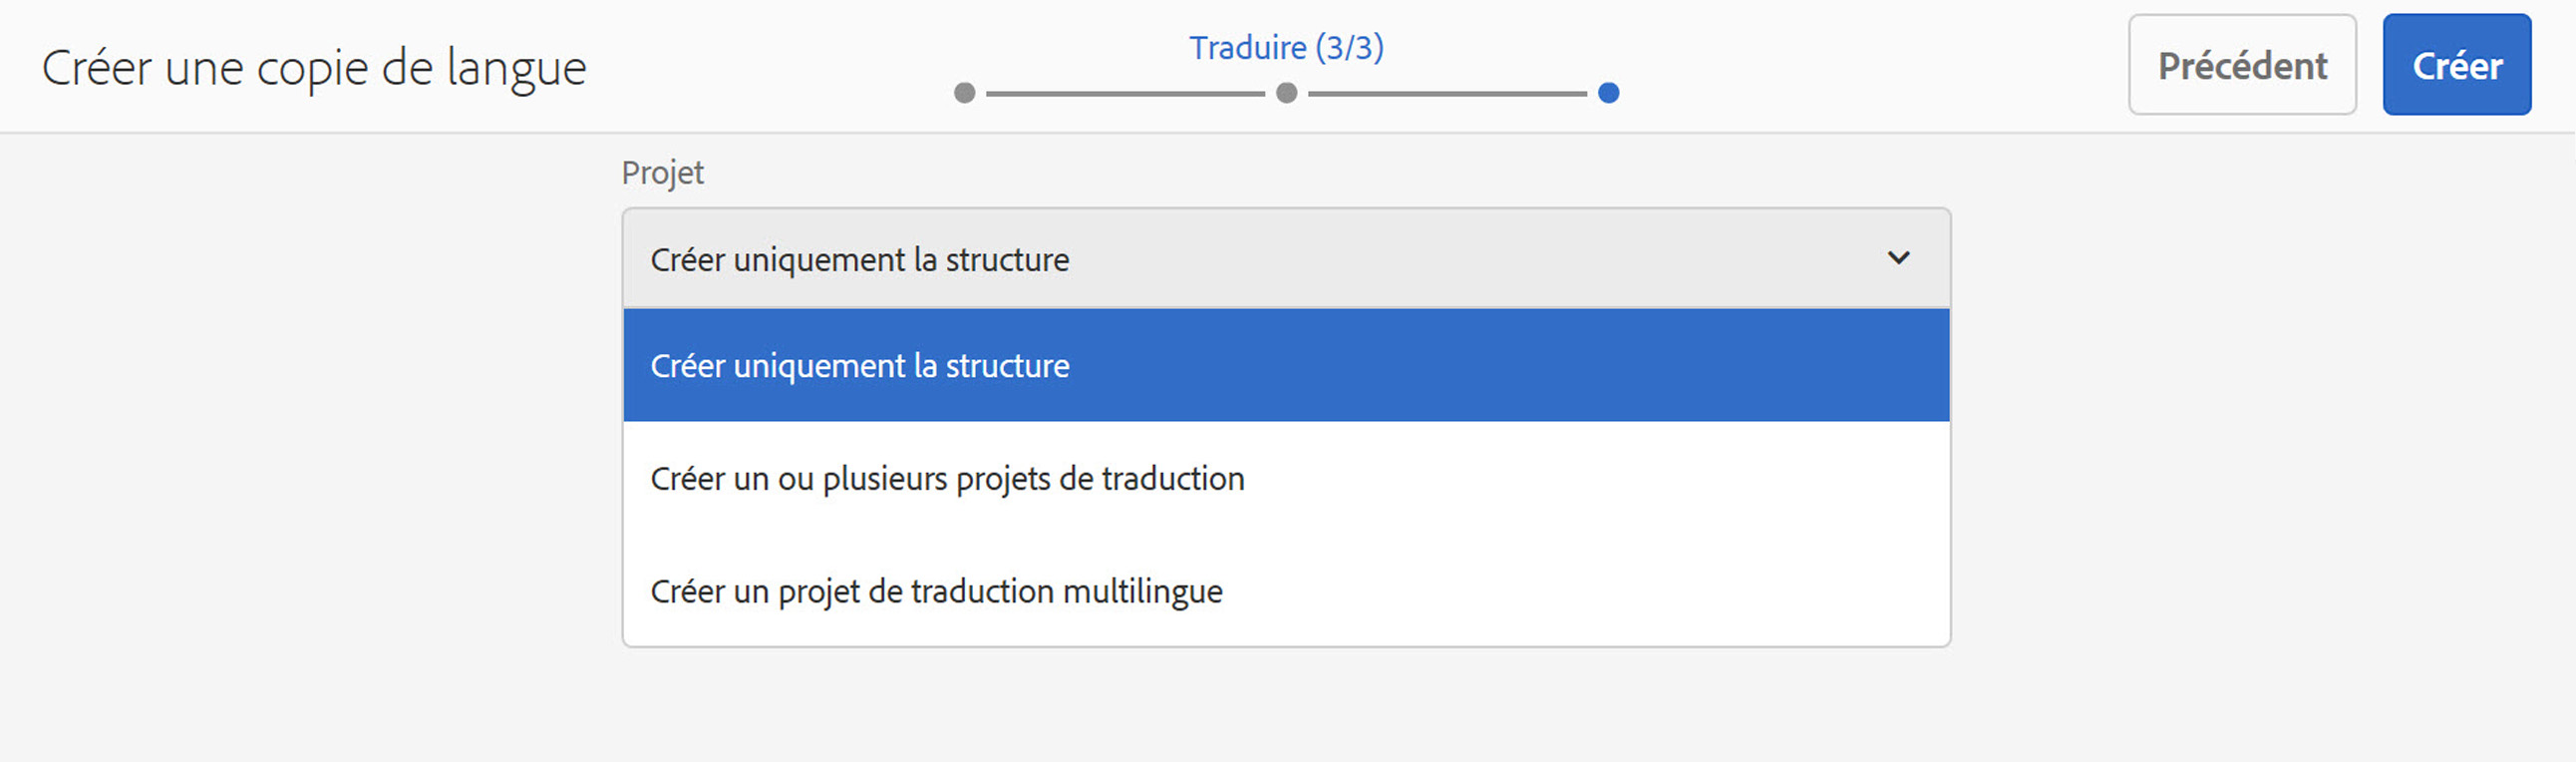 Créer une copie de langue
Traduire (3/3)
Précédent
Créer
Projet
Créer uniquement la structure
Créer uniquement la structure
Créer un ou plusieurs projets de traduction
Créer un projet de traduction multilingue